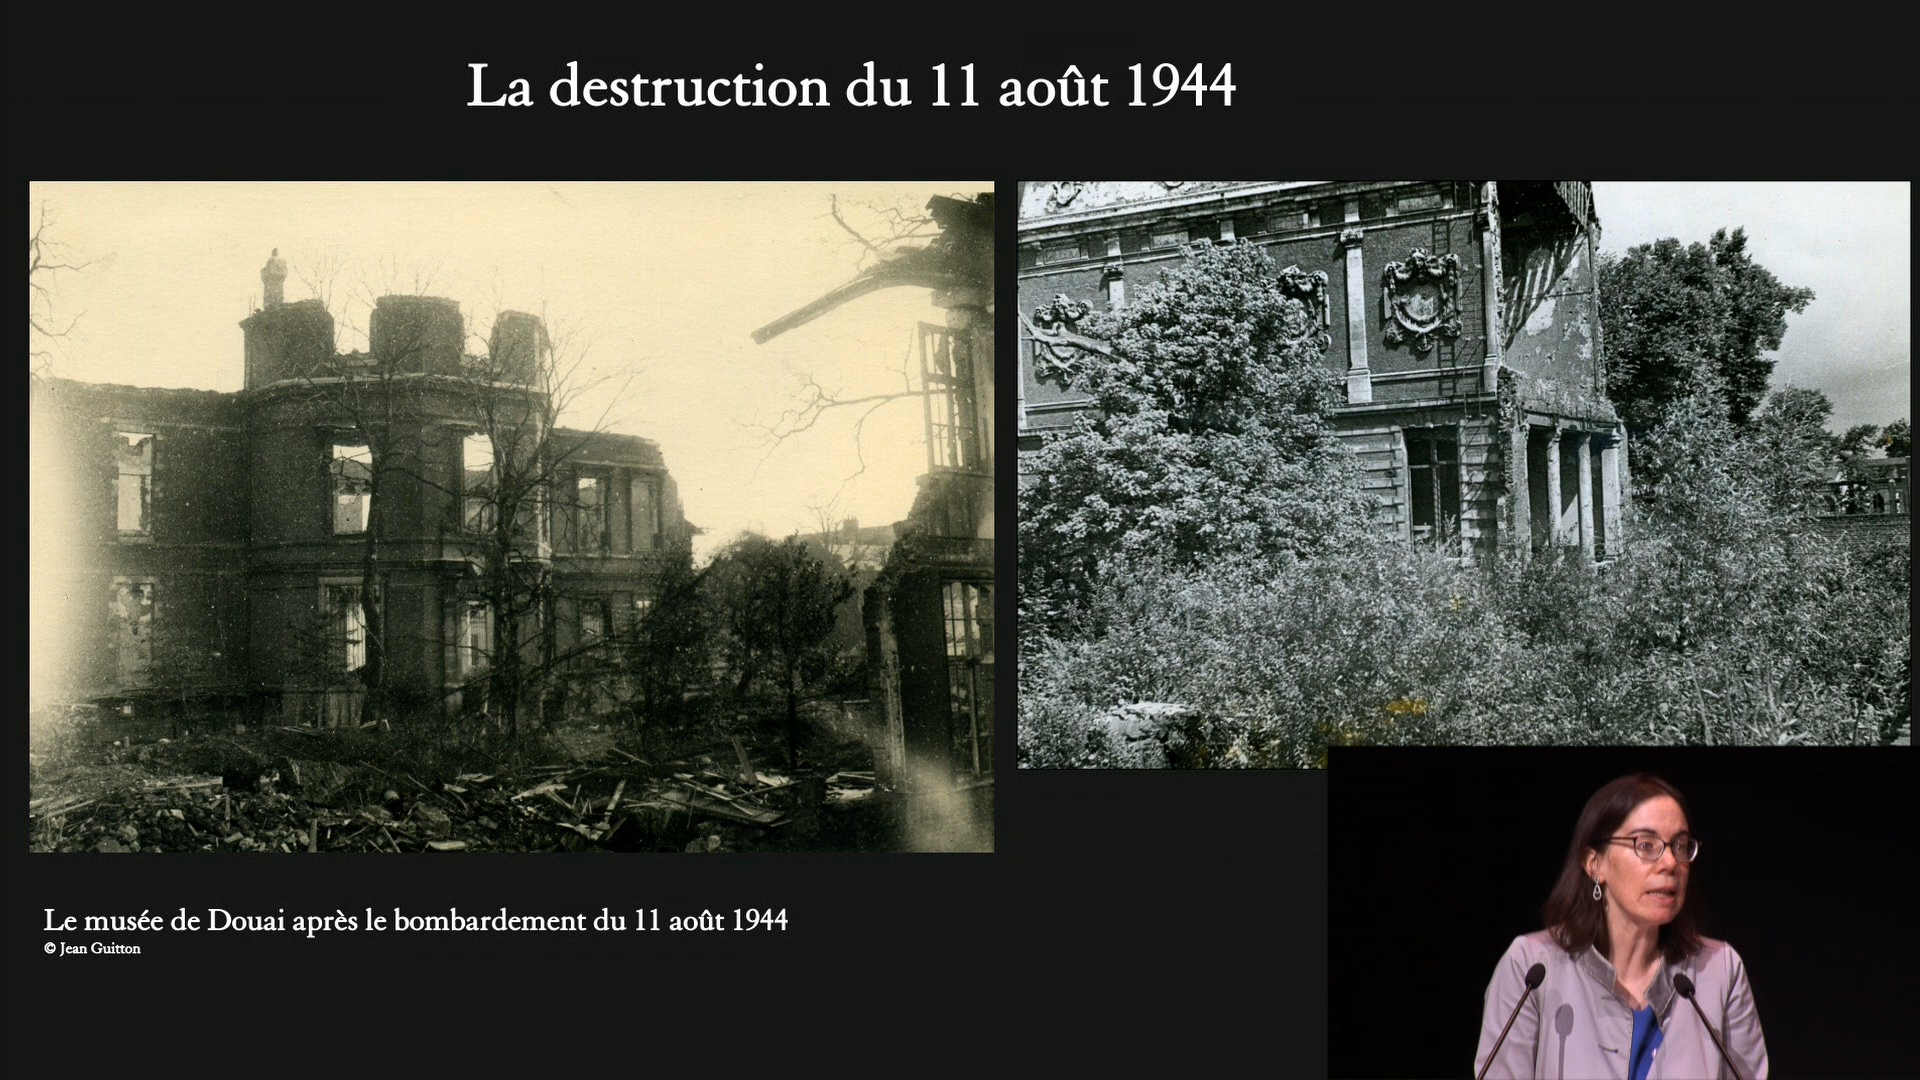 La destruction du 11 août 1944
Le musée de Douai après le bombardement du 11 août 1944
© Jean Guitton